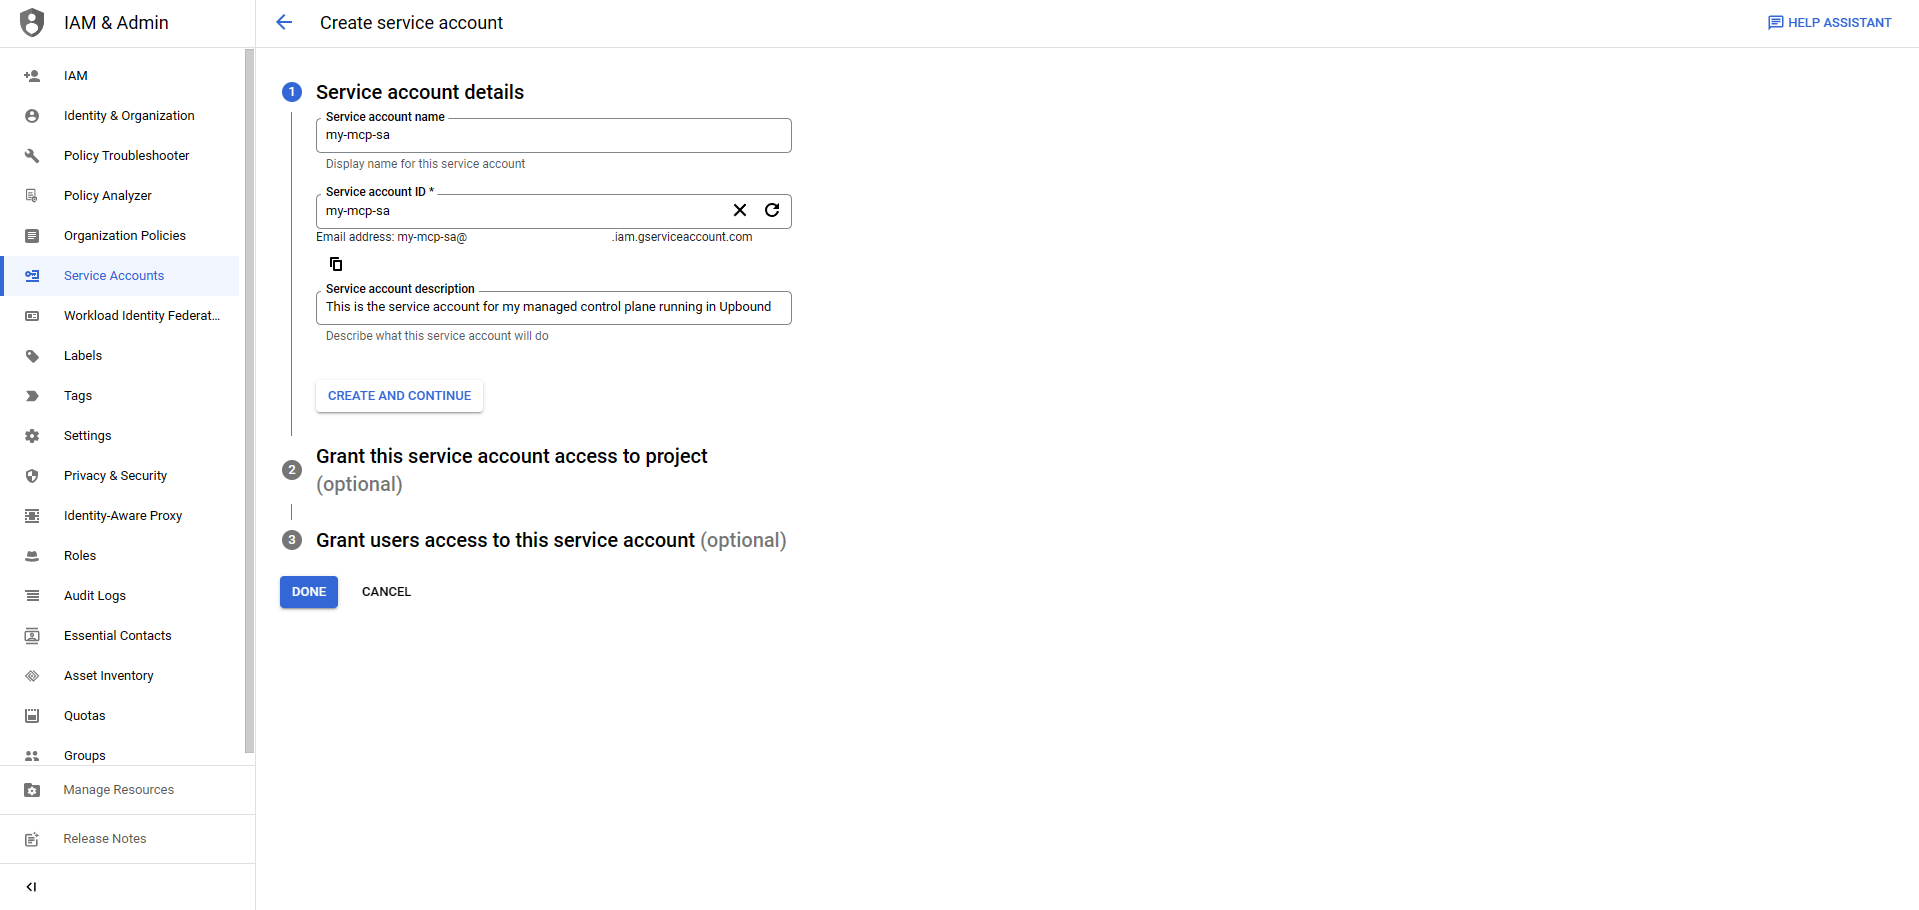 IAM & Admin
Create service account
HELP ASSISTANT
IAM
Identity & Organization
Policy Troubleshooter
Policy Analyzer
Organization Policies
Service Accounts
Workload Identity Federat...
Labels
Tags
Settings
Privacy & Security
Identity-Aware Proxy
Roles
Audit Logs
Essential Contacts
Asset Inventory
Quotas
Groups
Manage Resources
Release Notes
1 Service account details
Service account name
my-mcp-sa
Display name for this service account
Service account ID *
my-mcp-sa
Email address: my-mcp-sa@ .iam.gserviceaccount.com
Service account description
This is the service account for my managed control plane running in Upbound
Describe what this service account will do
CREATE AND CONTINUE
2 Grant this service account access to project
(optional)
3 Grant users access to this service account (optional)
DONE CANCEL